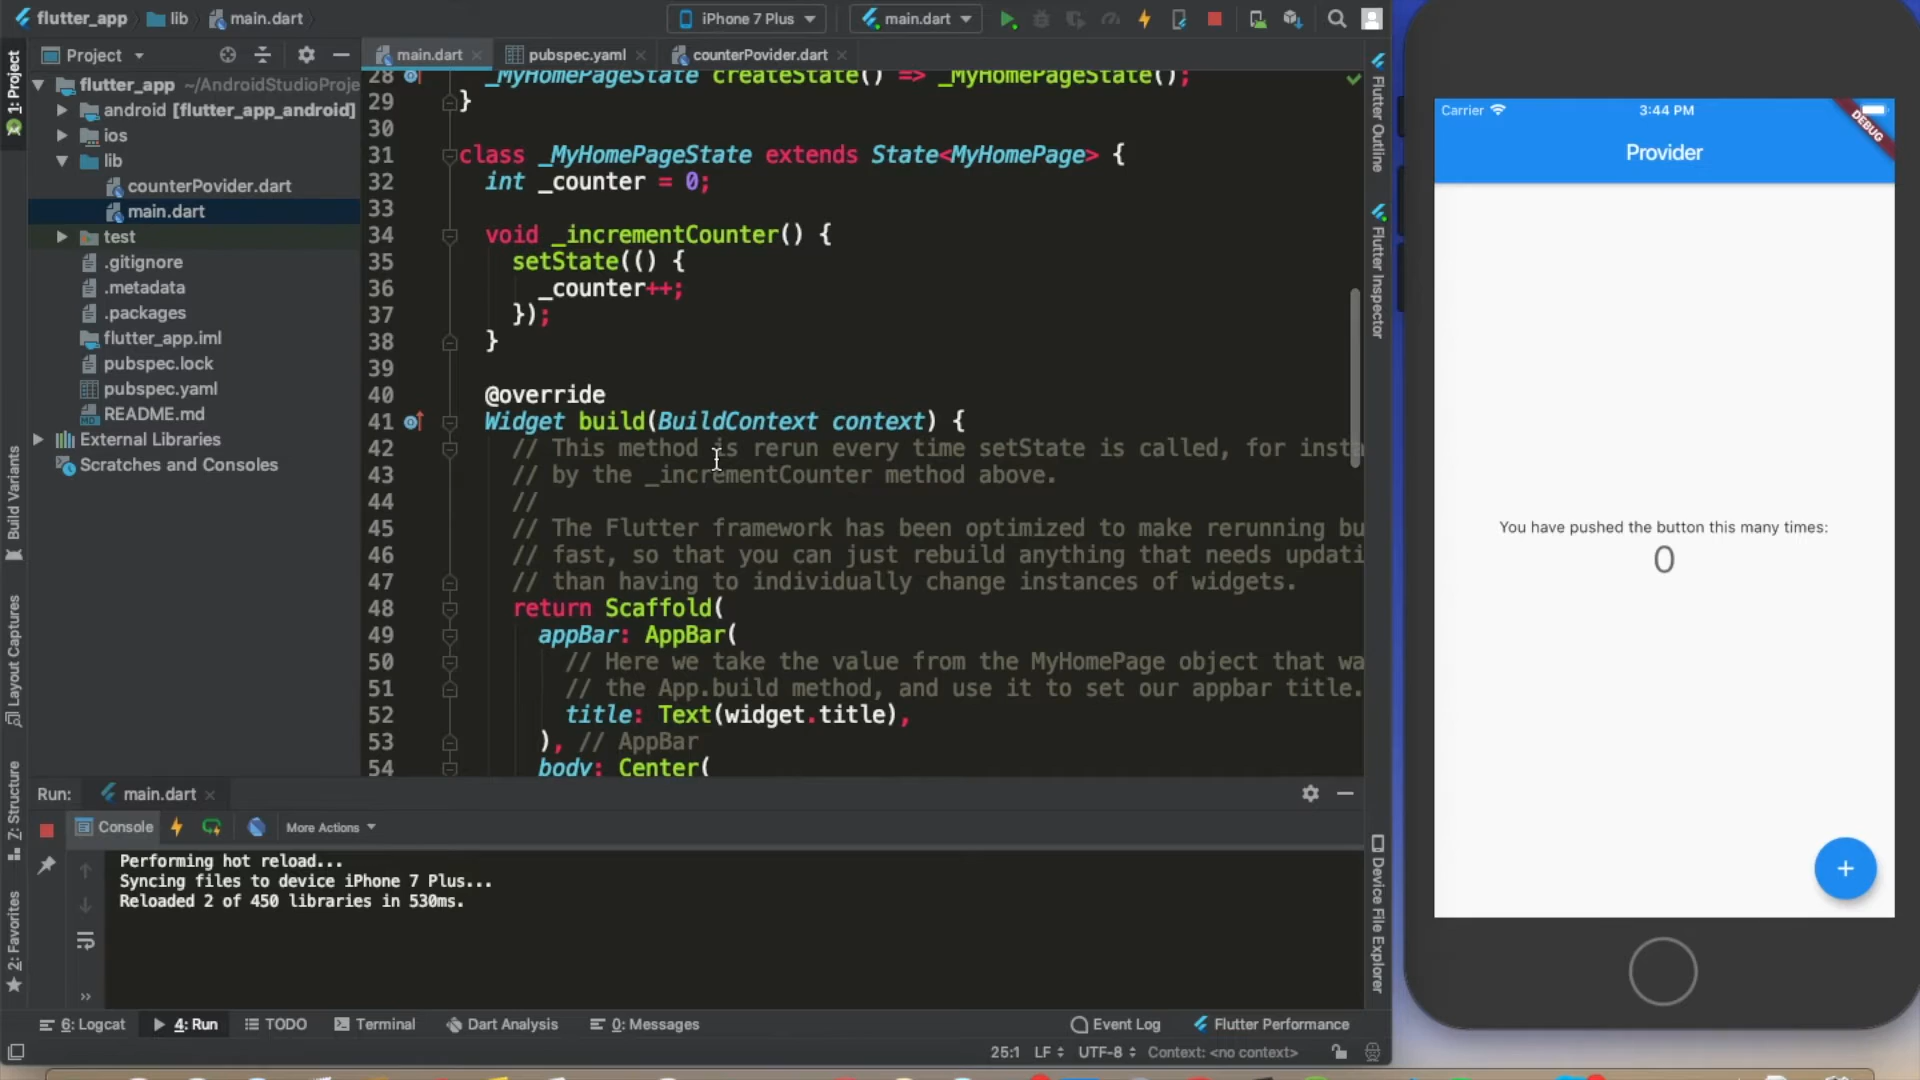 flutter_app
lib
main.dart
iPhone 7 Plus
main.dart
Project
main.dart
pubspec.yaml
counterPovider.dart
1: Project
Build Variants
Layout Captures
Z: Structure
2: Favorites
flutter_app ~/AndroidStudioProje
android [flutter_app_android]
ios
lib
counterPovider.dart
main.dart
test
.gitignore
.metadata
.packages
flutter_app.iml
pubspec.lock
pubspec.yaml
README.md
External Libraries
Scratches and Consoles
28 _MyHomePageState createState() => _MyHomePageState();
29 }
30
31 class _MyHomePageState extends State<MyHomePage> {
32 int _counter = 0;
33
34 void _incrementCounter() {
35 setState(() {
36 _counter++;
37 });
38 }
39
40 @override
41 Widget build(BuildContext context) {
42 // This method is rerun every time setState is called, for insta
43 // by the _incrementCounter method above.
44 //
45 // The Flutter framework has been optimized to make rerunning bu
46 // fast, so that you can just rebuild anything that needs updati
47 // than having to individually change instances of widgets.
48 return Scaffold(
49 appBar: AppBar(
50 // Here we take the value from the MyHomePage object that wa
51 // the App.build method, and use it to set our appbar title.
52 title: Text(widget.title),
53 ), // AppBar
54 body: Center(
Flutter Outline
Flutter Inspector
Device File Explorer
Run:
main.dart
Console
More Actions
Performing hot reload...
Syncing files to device iPhone 7 Plus...
Reloaded 2 of 450 libraries in 530ms.
6: Logcat
4: Run
TODO
Terminal
Dart Analysis
0: Messages
Event Log
Flutter Performance
25:1
LF
UTF-8
Context: <no context>
Carrier
3:44 PM
DEBUG
Provider
You have pushed the button this many times:
0
+